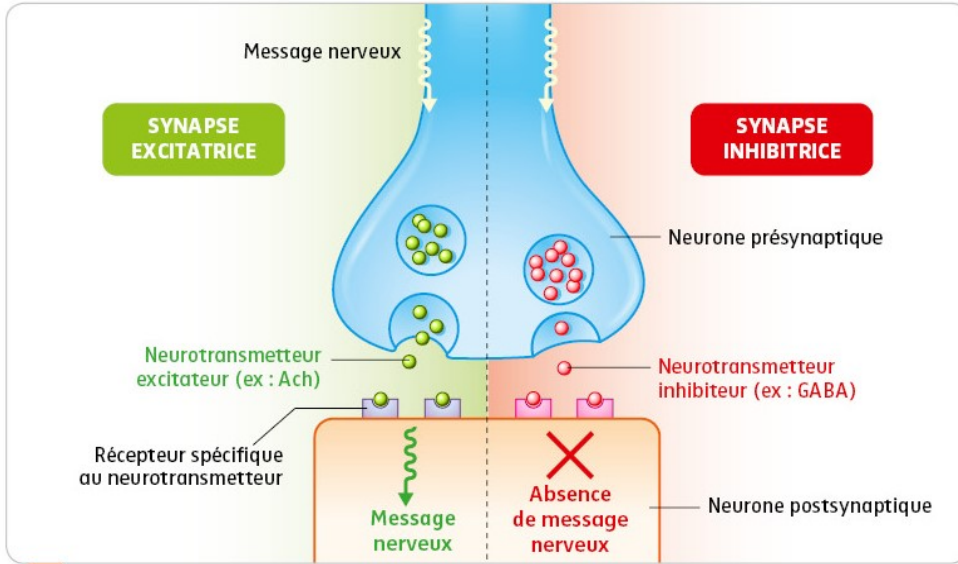 Message nerveux
SYNAPSE
EXCITATRICE
SYNAPSE
INHIBITRICE
Neurone présynaptique
Neurotransmetteur
excitateur (ex : Ach)
Neurotransmetteur
inhibiteur (ex : GABA)
Récepteur spécifique
au neurotransmetteur
Message
nerveux
Absence
de message
nerveux
Neurone postsynaptique